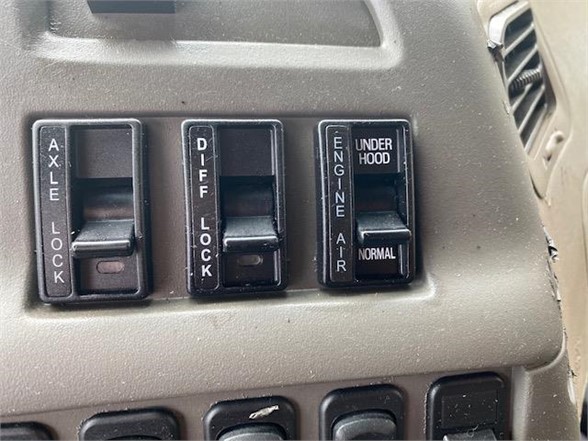 AXLE LOCK
DIFF LOCK
ENGINE AIR
UNDER
HOOD
NORMAL